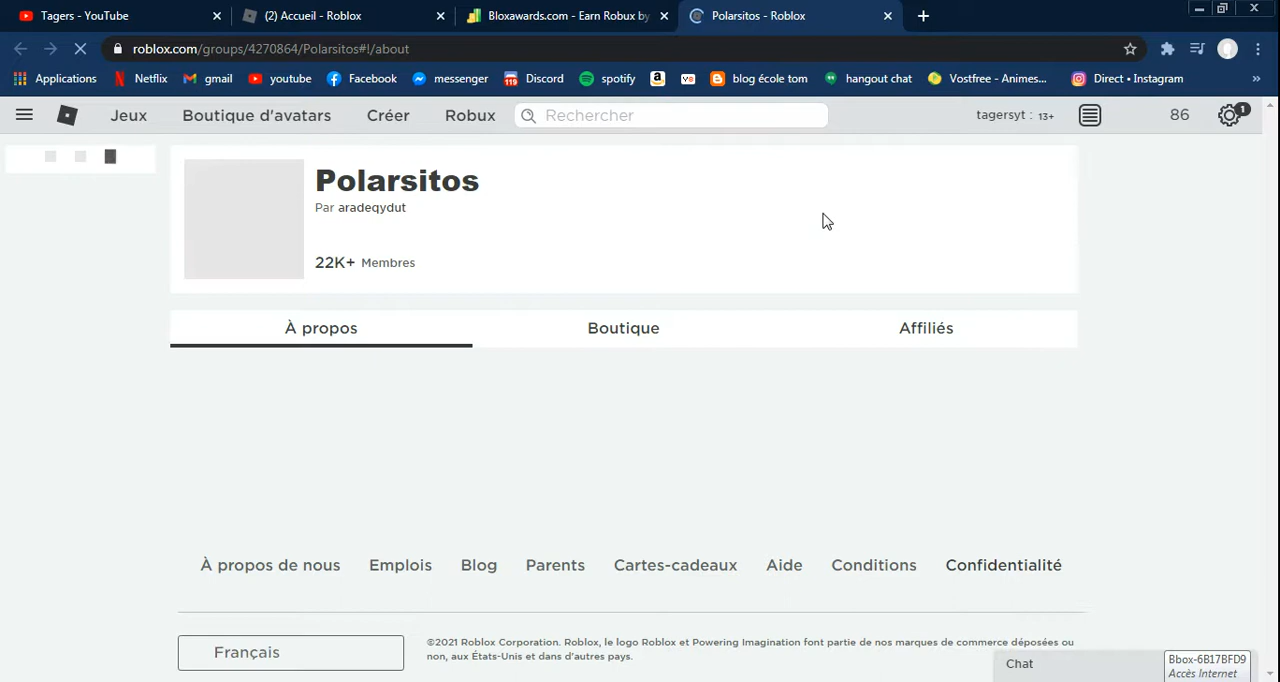 Tagers - YouTube
(2) Accueil - Roblox
Bloxawards.com - Earn Robux by
Polarsitos - Roblox
roblox.com/groups/4270864/Polarsitos#!/about
Applications
Netflix
gmail
youtube
Facebook
messenger
Discord
spotify
blog école tom
hangout chat
Vostfree - Animes...
Direct • Instagram
Jeux
Boutique d'avatars
Créer
Robux
Rechercher
tagersyt : 13+
86
1
Polarsitos
Par aradeqydut
22K+ Membres
À propos
Boutique
Affiliés
À propos de nous
Emplois
Blog
Parents
Cartes-cadeaux
Aide
Conditions
Confidentialité
Français
©2021 Roblox Corporation. Roblox, le logo Roblox et Powering Imagination font partie de nos marques de commerce déposées ou
non, aux États-Unis et dans d'autres pays.
Chat
Bbox-6B17BFD9
Accès Internet